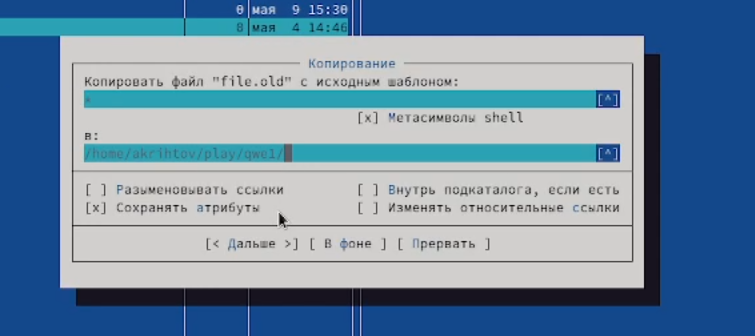 0 мая 9 15:30
0 мая 4 14:46
Копирование
Копировать файл "file.old" с исходным шаблоном:
*
[^]
[x] Метасимволы shell
в:
/home/akrihtov/play/qwe1/
[^]
[ ] Разыменовывать ссылки [ ] Внутрь подкаталога, если есть
[x] Сохранять атрибуты [ ] Изменять относительные ссылки
[< Дальше >] [ В фоне ] [ Прервать ]